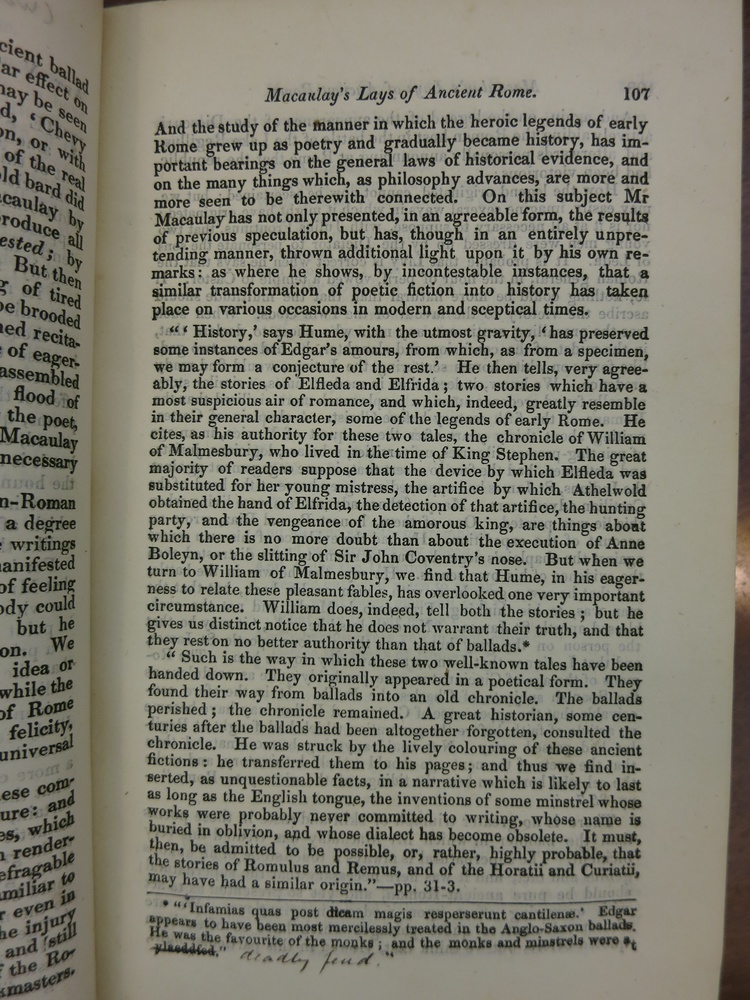 cient ballad
ar effect on
may be seen
d, 'Chevy
on, or with
of the real
old bard did
acaulay by
roduce all
ested; by
But then
g of tired
be brooded
ned recita-
of eager-
assembled
flood of
the poet,
Macaulay
necessary
n-Roman
a degree
writings
anifested
of feeling
ody could
but he
on. We
idea or
while the
of Rome
felicity,
universal
ese com-
ure: and
es, which
n render-
efragable
amiliar to
r even in
he injury
and still
f the Ro-
kmasters.
Macaulay's Lays of Ancient Rome. 107
And the study of the manner in which the heroic legends of early
Rome grew up as poetry and gradually became history, has im-
portant bearings on the general laws of historical evidence, and
on the many things which, as philosophy advances, are more and
more seen to be therewith connected. On this subject Mr
Macaulay has not only presented, in an agreeable form, the results
of previous speculation, but has, though in an entirely unpre-
tending manner, thrown additional light upon it by his own re-
marks: as where he shows, by incontestable instances, that a
similar transformation of poetic fiction into history has taken
place on various occasions in modern and sceptical times.
"'History,' says Hume, with the utmost gravity, 'has preserved
some instances of Edgar's amours, from which, as from a specimen,
we may form a conjecture of the rest.' He then tells, very agree-
ably, the stories of Elfleda and Elfrida; two stories which have a
most suspicious air of romance, and which, indeed, greatly resemble
in their general character, some of the legends of early Rome. He
cites, as his authority for these two tales, the chronicle of William
of Malmesbury, who lived in the time of King Stephen. The great
majority of readers suppose that the device by which Elfleda was
substituted for her young mistress, the artifice by which Athelwold
obtained the hand of Elfrida, the detection of that artifice, the hunting
party, and the vengeance of the amorous king, are things about
which there is no more doubt than about the execution of Anne
Boleyn, or the slitting of Sir John Coventry's nose. But when we
turn to William of Malmesbury, we find that Hume, in his eager-
ness to relate these pleasant fables, has overlooked one very important
circumstance. William does, indeed, tell both the stories; but he
gives us distinct notice that he does not warrant their truth, and that
they rest on no better authority than that of ballads.*
"Such is the way in which these two well-known tales have been
handed down. They originally appeared in a poetical form. They
found their way from ballads into an old chronicle. The ballads
perished; the chronicle remained. A great historian, some cen-
turies after the ballads had been altogether forgotten, consulted the
chronicle. He was struck by the lively colouring of these ancient
fictions: he transferred them to his pages; and thus we find in-
serted, as unquestionable facts, in a narrative which is likely to last
as long as the English tongue, the inventions of some minstrel whose
works were probably never committed to writing, whose name is
buried in oblivion, and whose dialect has become obsolete. It must,
then, be admitted to be possible, or, rather, highly probable, that
the stories of Romulus and Remus, and of the Horatii and Curiatii,
may have had a similar origin."—pp. 31-3.
* "'Infamias quas post dicam magis resperserunt cantilenæ.' Edgar
appears to have been most mercilessly treated in the Anglo-Saxon ballads.
He was the favourite of the monks; and the monks and minstrels were at
deadly feud."